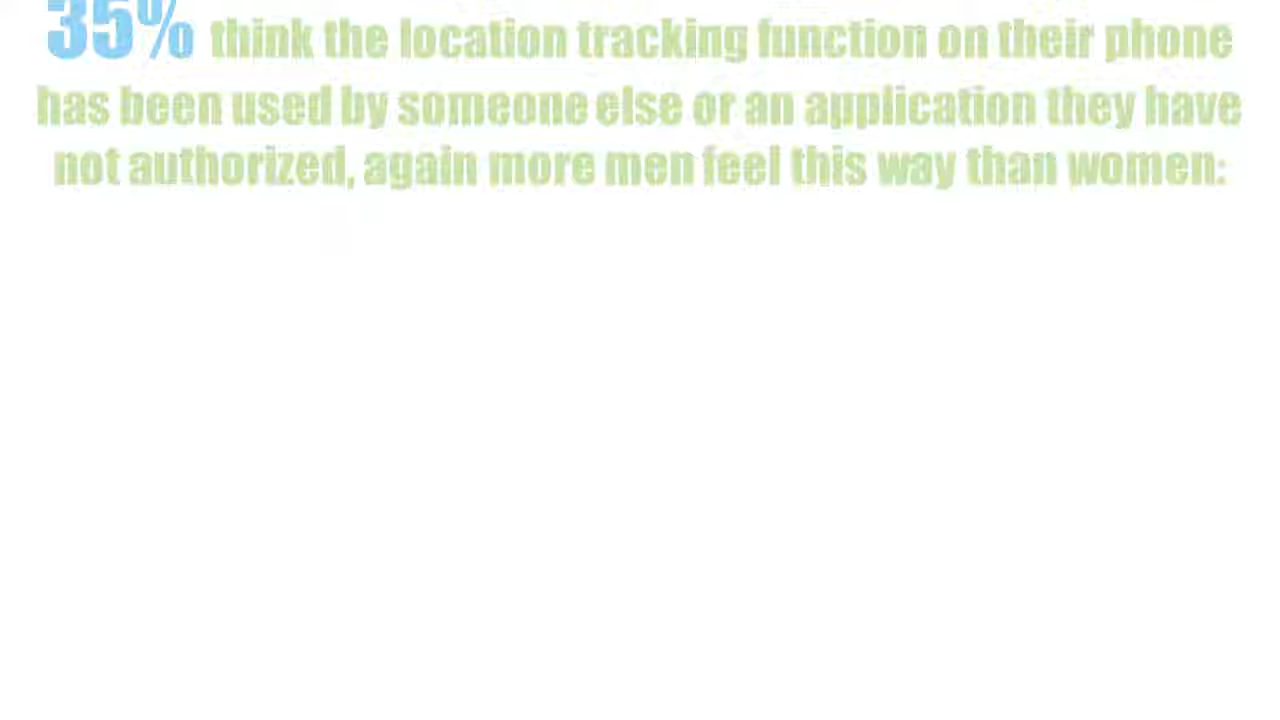 35% think the location tracking function on their phone
has been used by someone else or an application they have
not authorized, again more men feel this way than women: